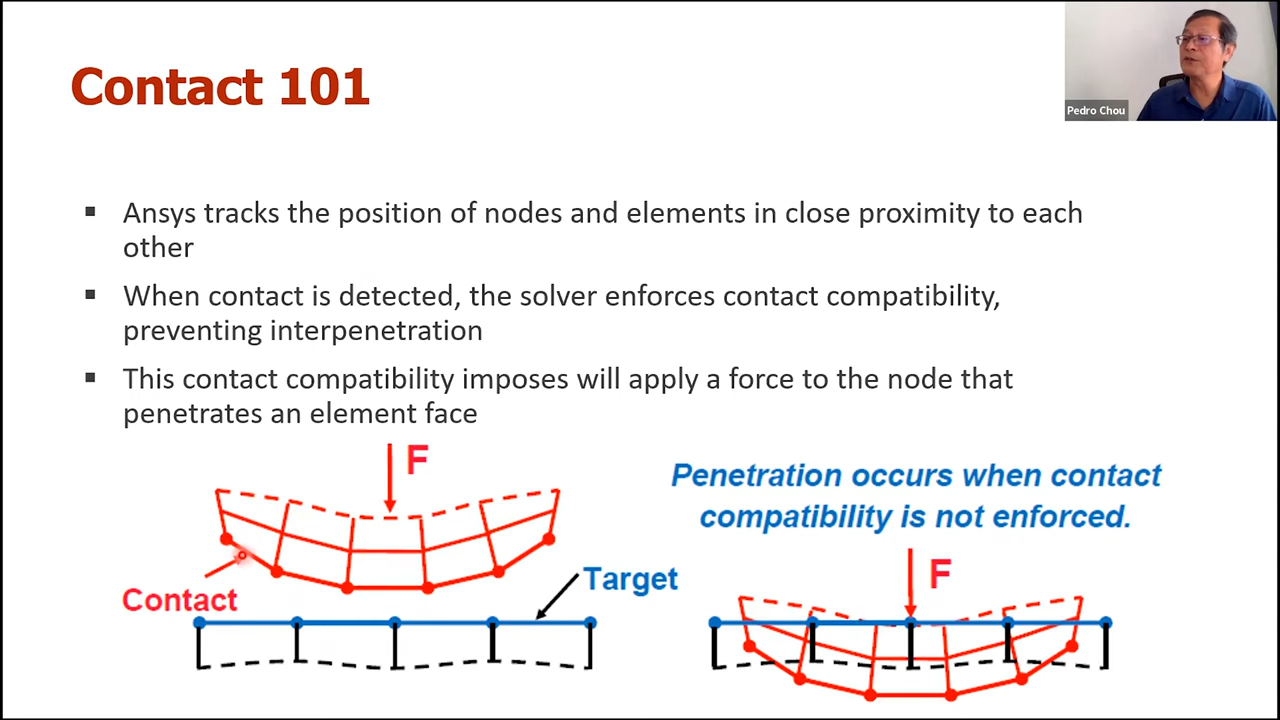 Contact 101
Pedro Chou
▪ Ansys tracks the position of nodes and elements in close proximity to each
other
▪ When contact is detected, the solver enforces contact compatibility,
preventing interpenetration
▪ This contact compatibility imposes will apply a force to the node that
penetrates an element face
F
Contact
Target
Penetration occurs when contact
compatibility is not enforced.
F